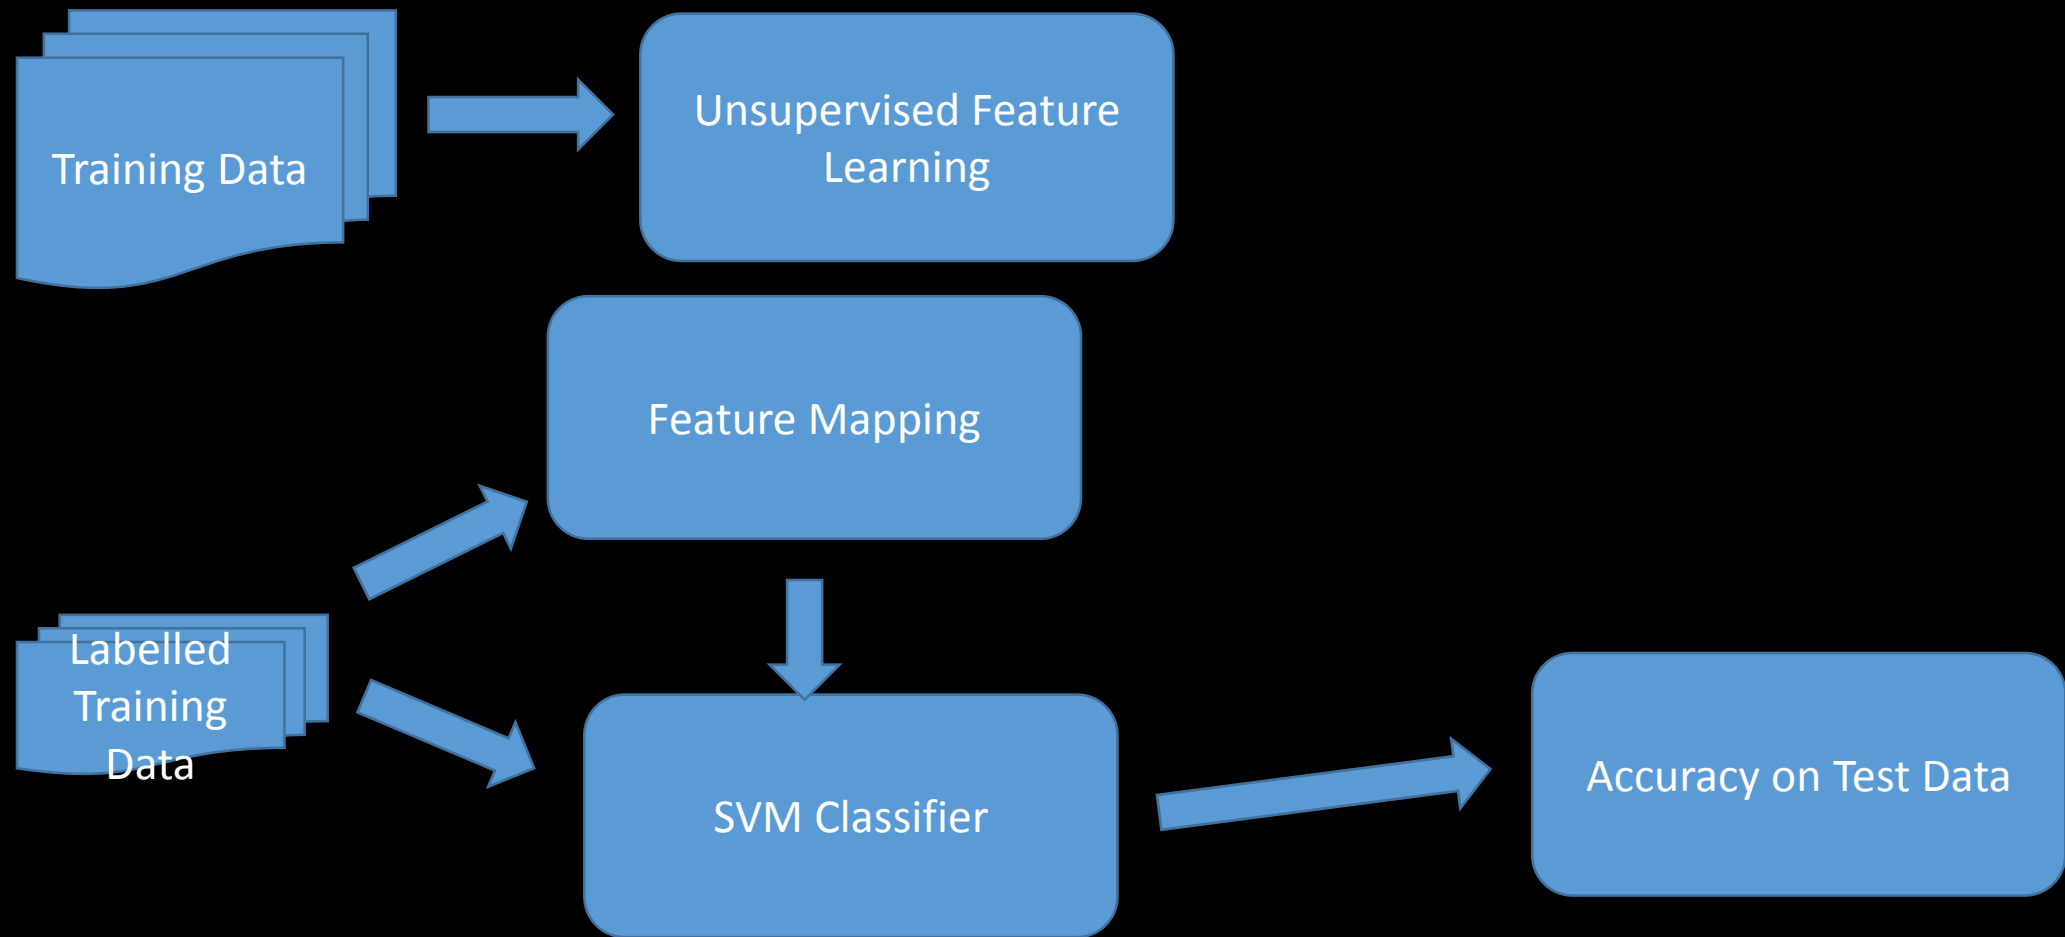 Training Data
Unsupervised Feature
Learning
Feature Mapping
Labelled
Training
Data
SVM Classifier
Accuracy on Test Data